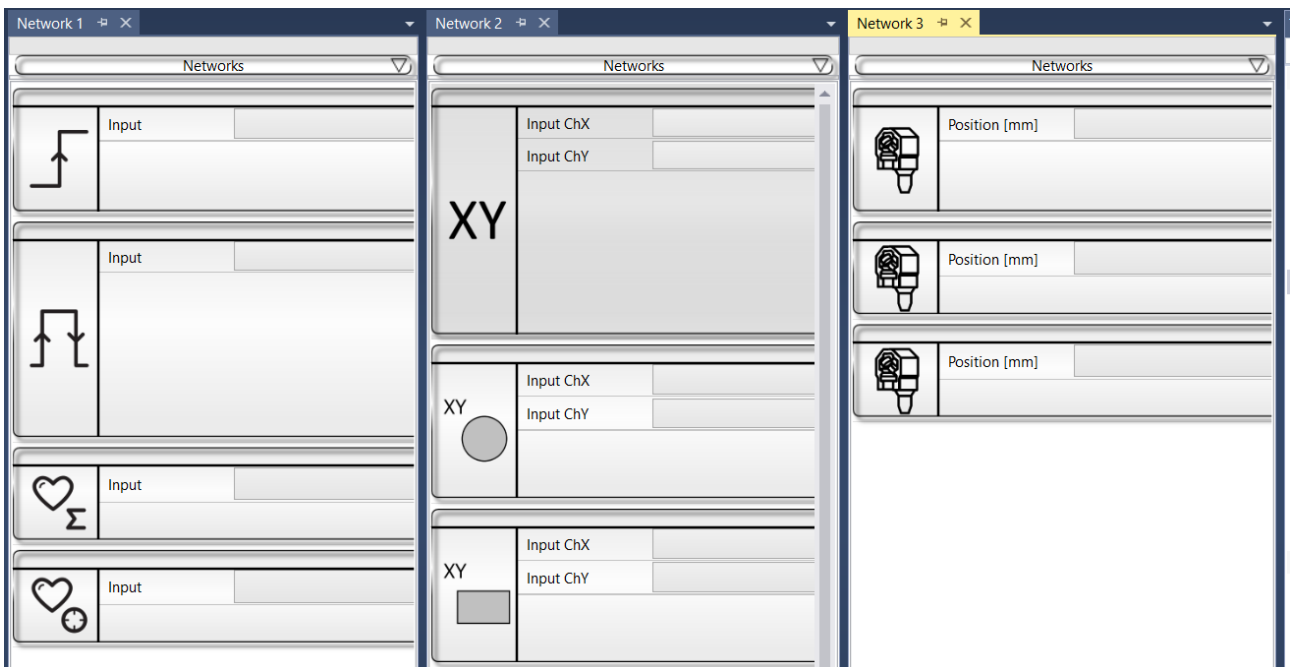 Network 1
Networks
Input
Input
Input
Σ
Input
Network 2
Networks
XY
Input ChX
Input ChY
XY
Input ChX
Input ChY
XY
Input ChX
Input ChY
Network 3
Networks
Position [mm]
Position [mm]
Position [mm]